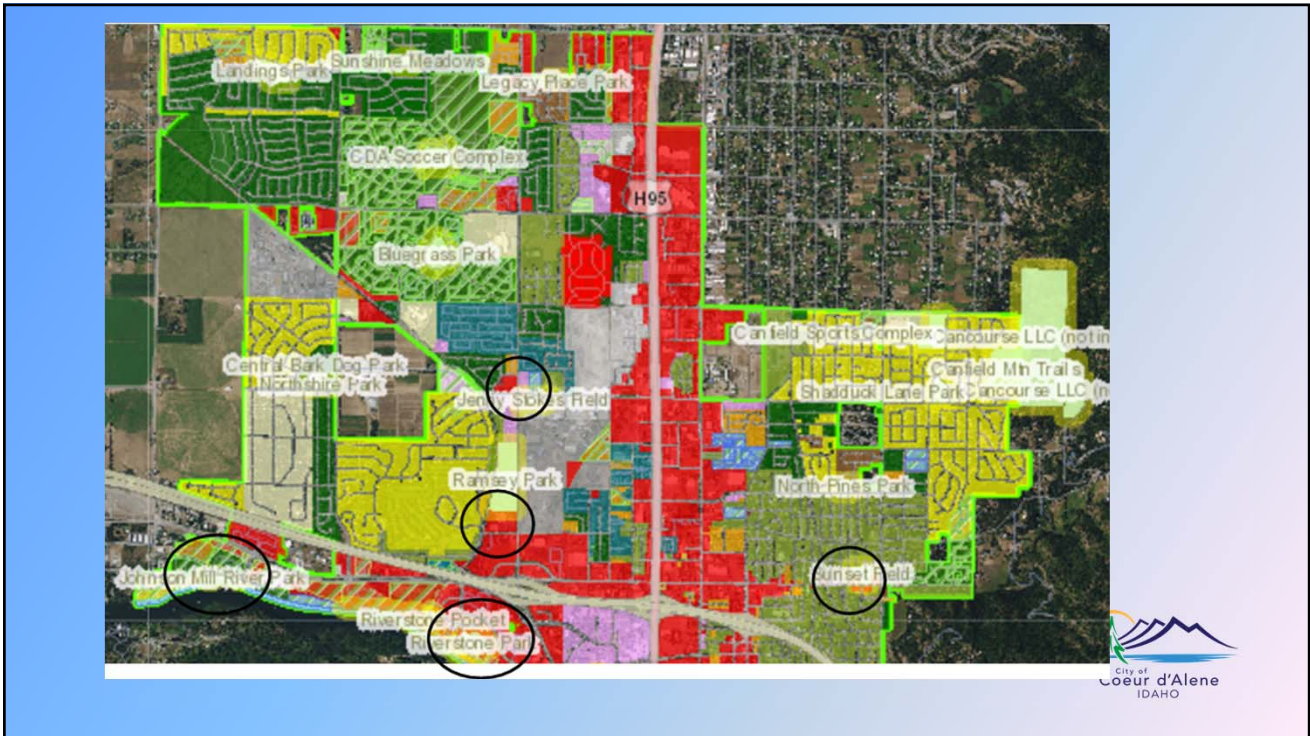 Landings Park
Sunshine Meadows
Legacy Place Park
CDA Soccer Complex
H95
Bluegrass Park
Canfield Sports Complex
Cancourse LLC (not in
Central Bark Dog Park
Northshire Park
Canfield Mtn Trails
Shadduck Lane Park
Cancourse LLC (n
Jenny Stokes Field
Ramsey Park
North Pines Park
Johnson Mill River Park
Sunset Field
Riverstone Pocket
Riverstone Park
City of
Coeur d'Alene
IDAHO